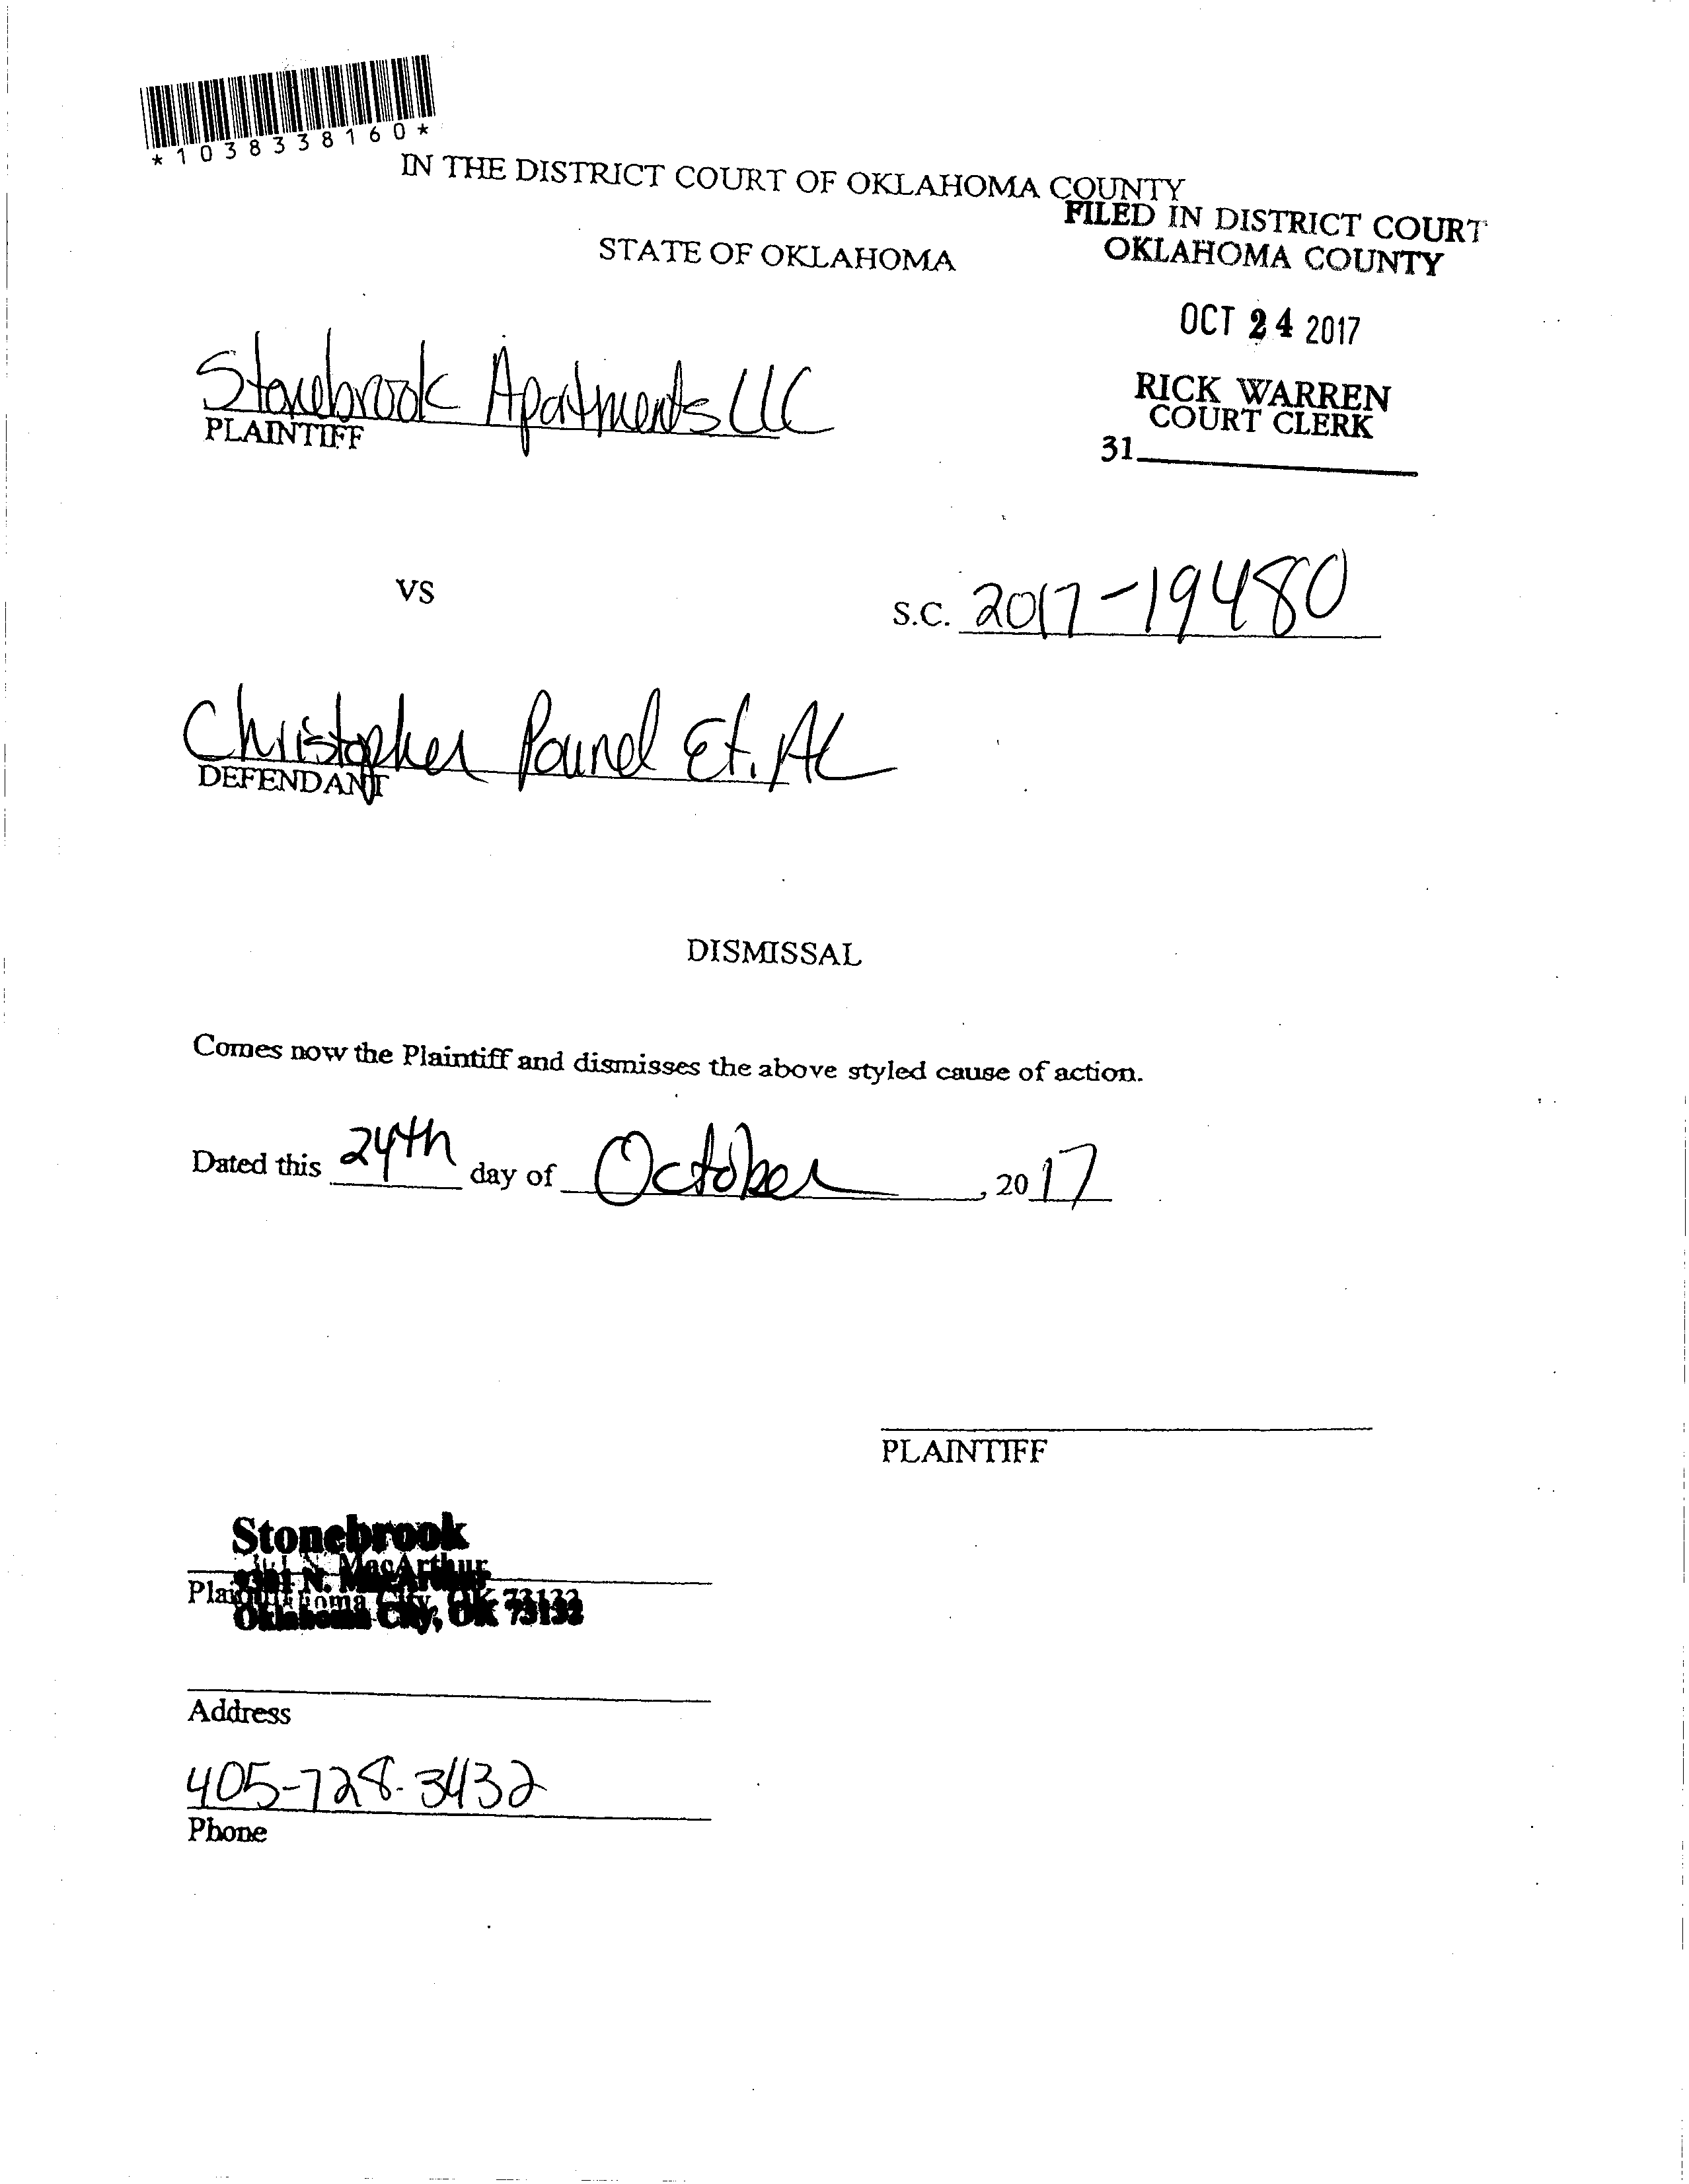 *1038338160*
IN THE DISTRICT COURT OF OKLAHOMA COUNTY
FILED IN DISTRICT COURT
OKLAHOMA COUNTY
STATE OF OKLAHOMA
OCT 24 2017
RICK WARREN
COURT CLERK
31
Stonebrook Apartments LLC
PLAINTIFF
VS
S.C. 2017-19480
Christopher Pound Et. AL
DEFENDANT
DISMISSAL
Comes now the Plaintiff and dismisses the above styled cause of action.
Dated this 24th day of October, 2017
PLAINTIFF
Stonebrook
N. MacArthur
Oklahoma City, OK 73132
Address
405-728-3432
Phone